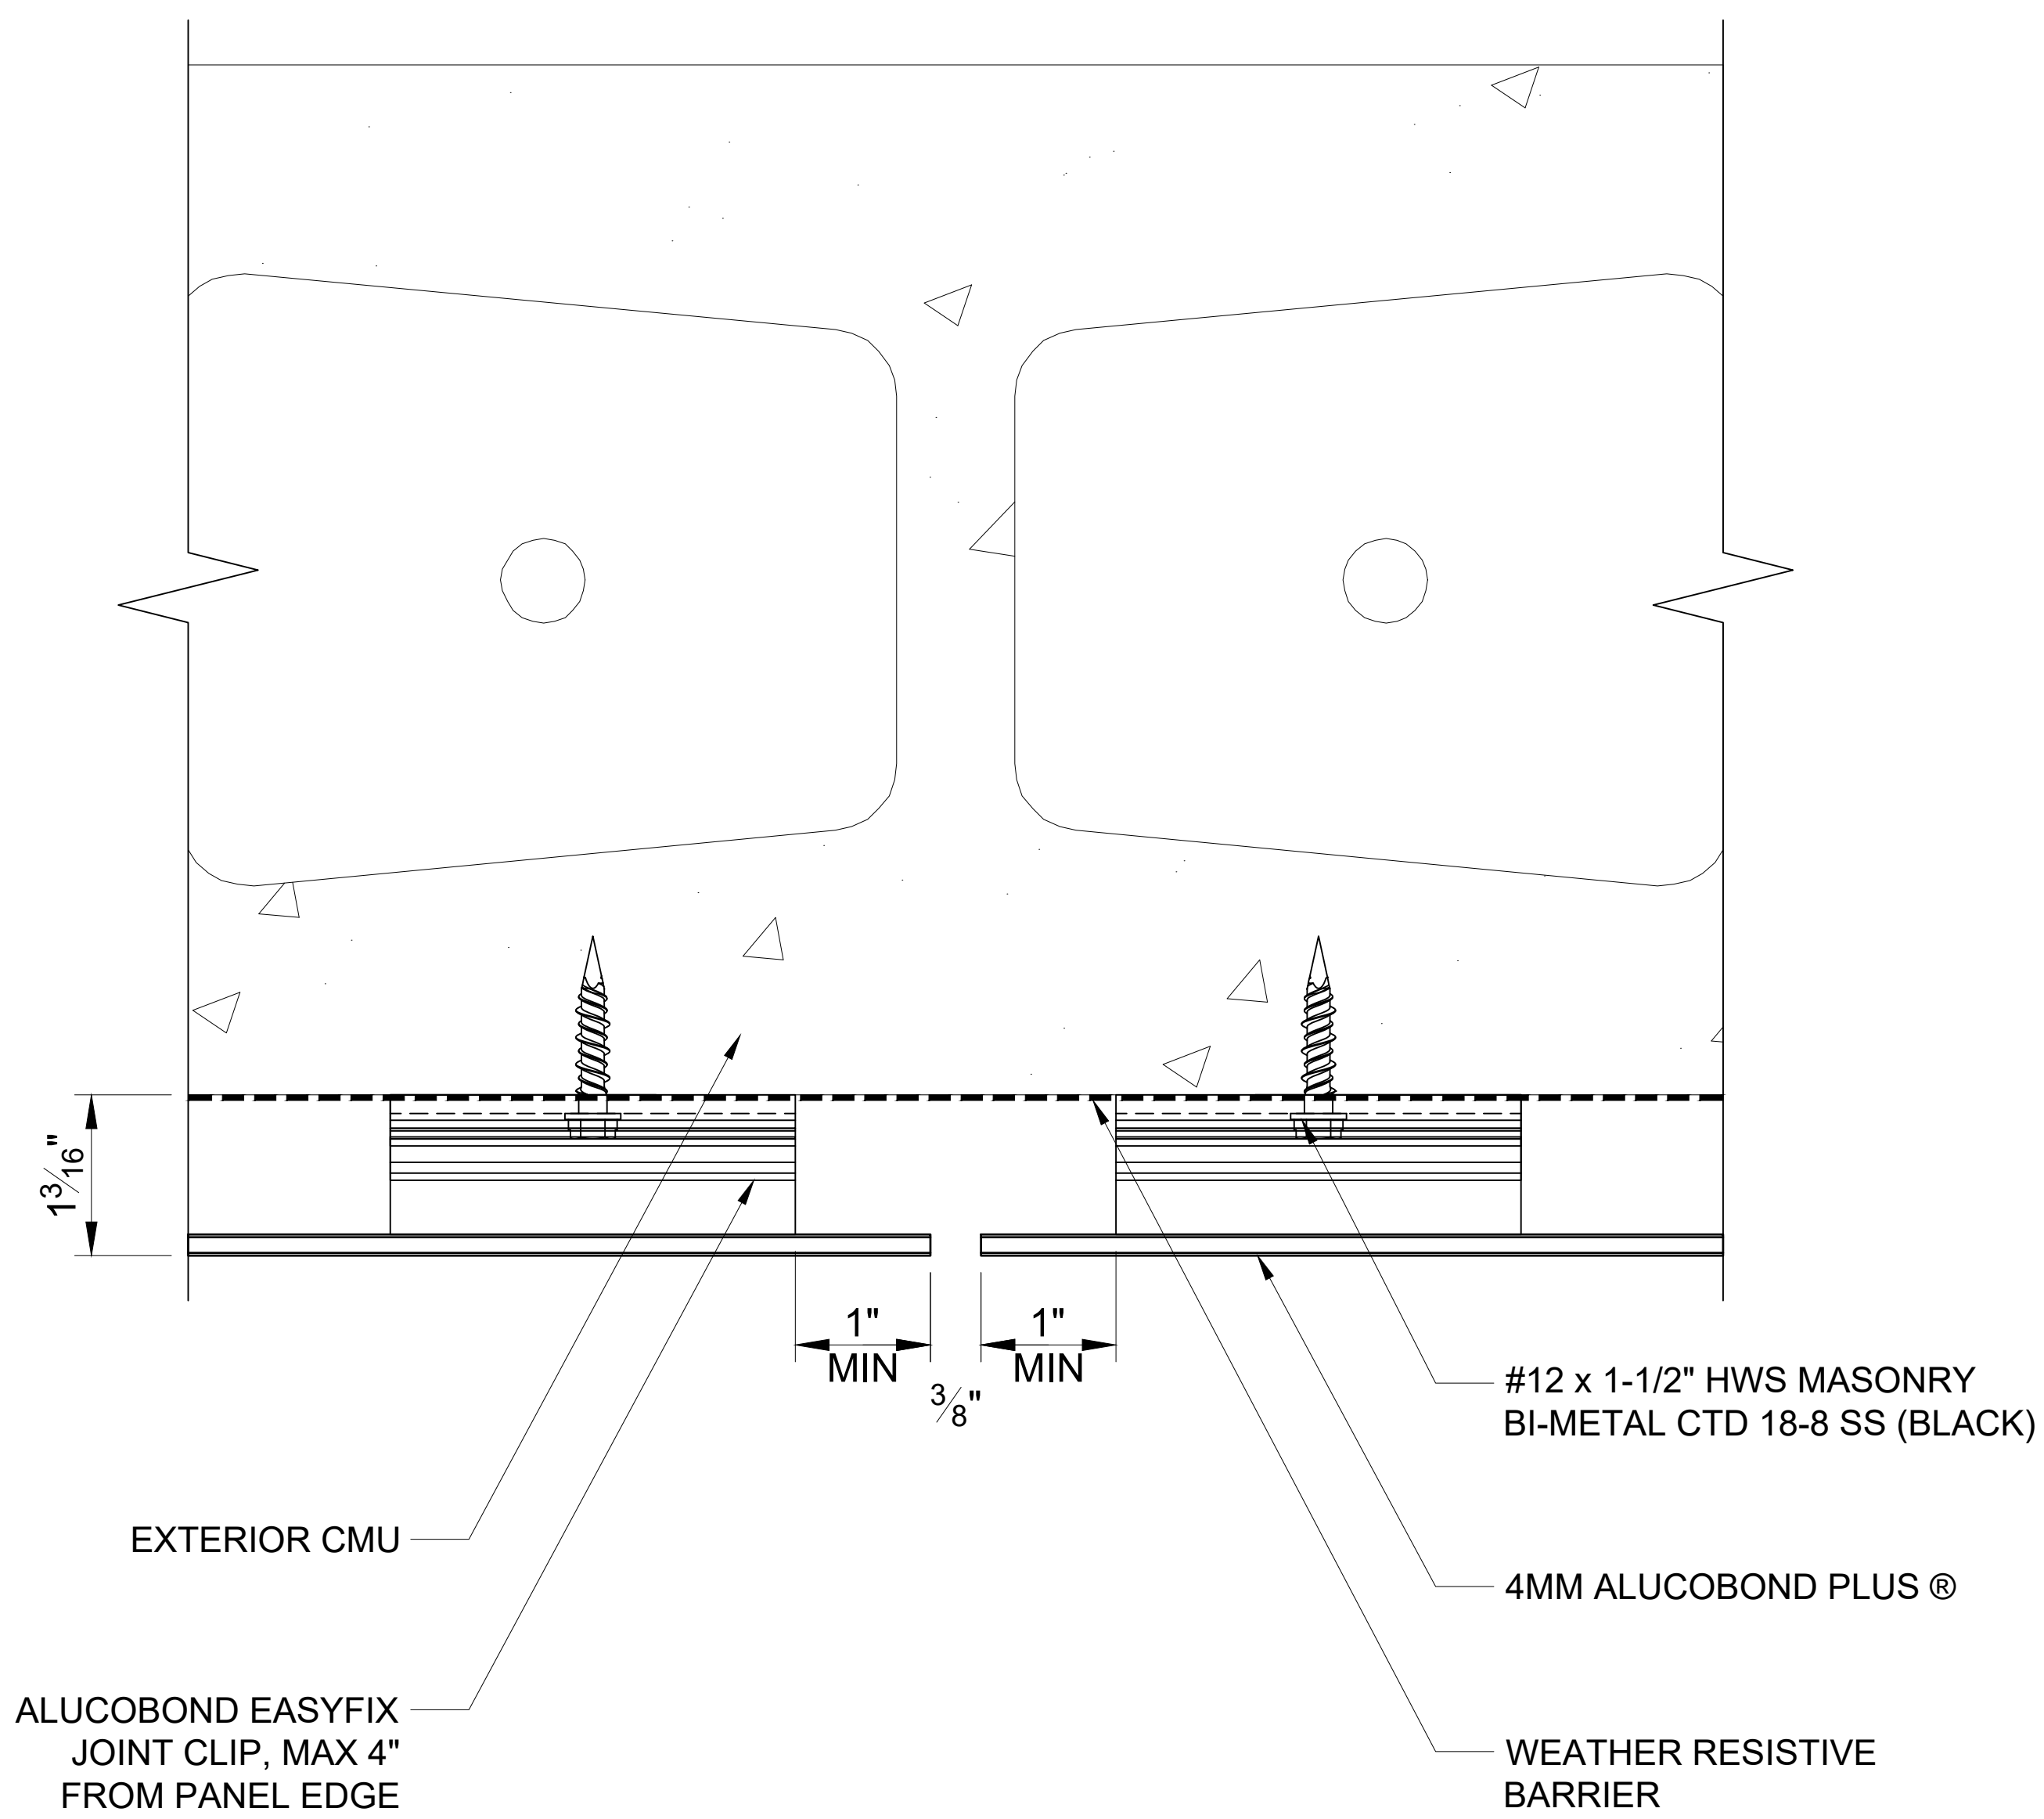 1 3/16"
1"
MIN
1"
MIN
3/8"
#12 x 1-1/2" HWS MASONRY
BI-METAL CTD 18-8 SS (BLACK)
EXTERIOR CMU
4MM ALUCOBOND PLUS ®
ALUCOBOND EASYFIX
JOINT CLIP, MAX 4"
FROM PANEL EDGE
WEATHER RESISTIVE
BARRIER